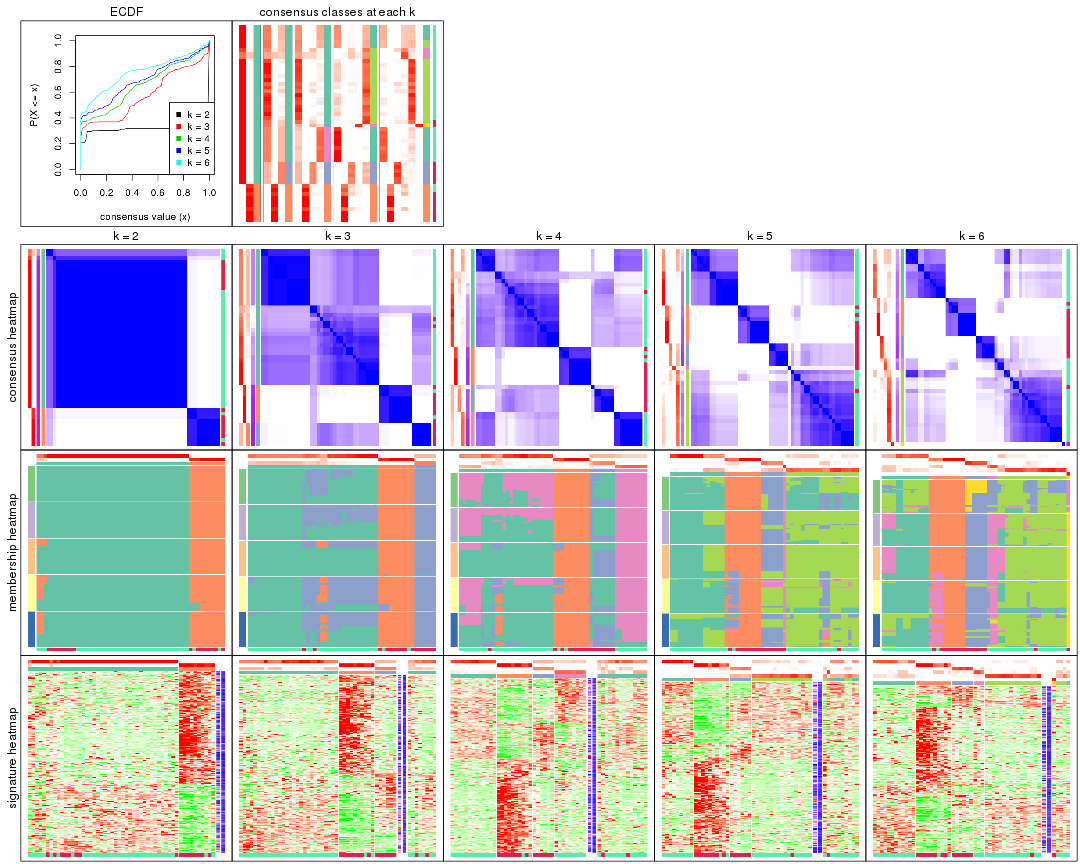 ECDF
consensus classes at each k
P(X <= x)
0.0 0.2 0.4 0.6 0.8 1.0
k = 2
k = 3
k = 4
k = 5
k = 6
0.0 0.2 0.4 0.6 0.8 1.0
consensus value (x)
k = 2
k = 3
k = 4
k = 5
k = 6
consensus heatmap
membership heatmap
signature heatmap